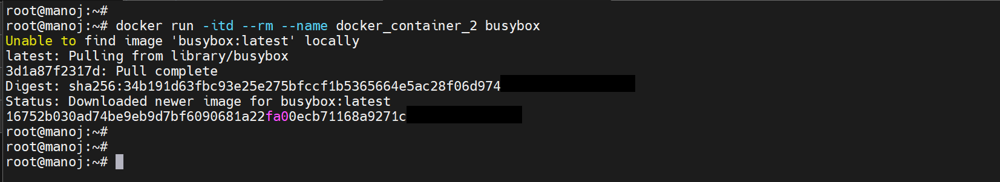 root@manoj:~#
root@manoj:~# docker run -itd --rm --name docker_container_2 busybox
Unable to find image 'busybox:latest' locally
latest: Pulling from library/busybox
3d1a87f2317d: Pull complete
Digest: sha256:34b191d63fbc93e25e275bfccf1b5365664e5ac28f06d974
Status: Downloaded newer image for busybox:latest
16752b030ad74be9eb9d7bf6090681a22fa00ecb71168a9271c
root@manoj:~#
root@manoj:~#
root@manoj:~#